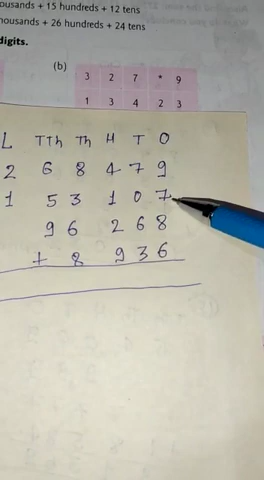 ousands + 15 hundreds + 12 tens
housands + 26 hundreds + 24 tens
digits.
(b)
3 2 7 * 9
1 3 4 2 3
L TTh Th H T O
2 6 8 4 7 9
1 5 3 1 0 7
9 6 2 6 8
+ 8 9 3 6